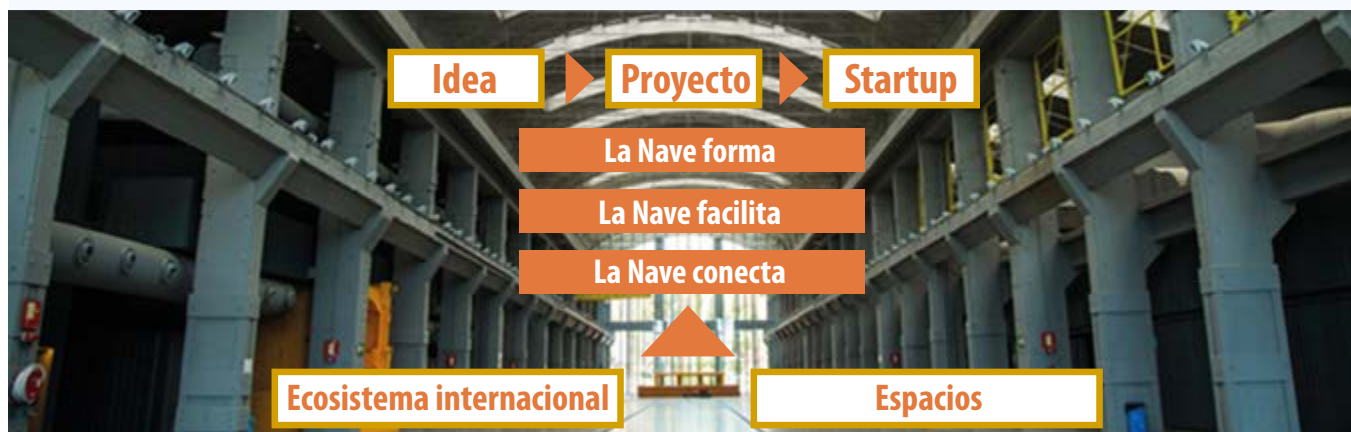 Idea
Proyecto
Startup
La Nave forma
La Nave facilita
La Nave conecta
Ecosistema internacional
Espacios